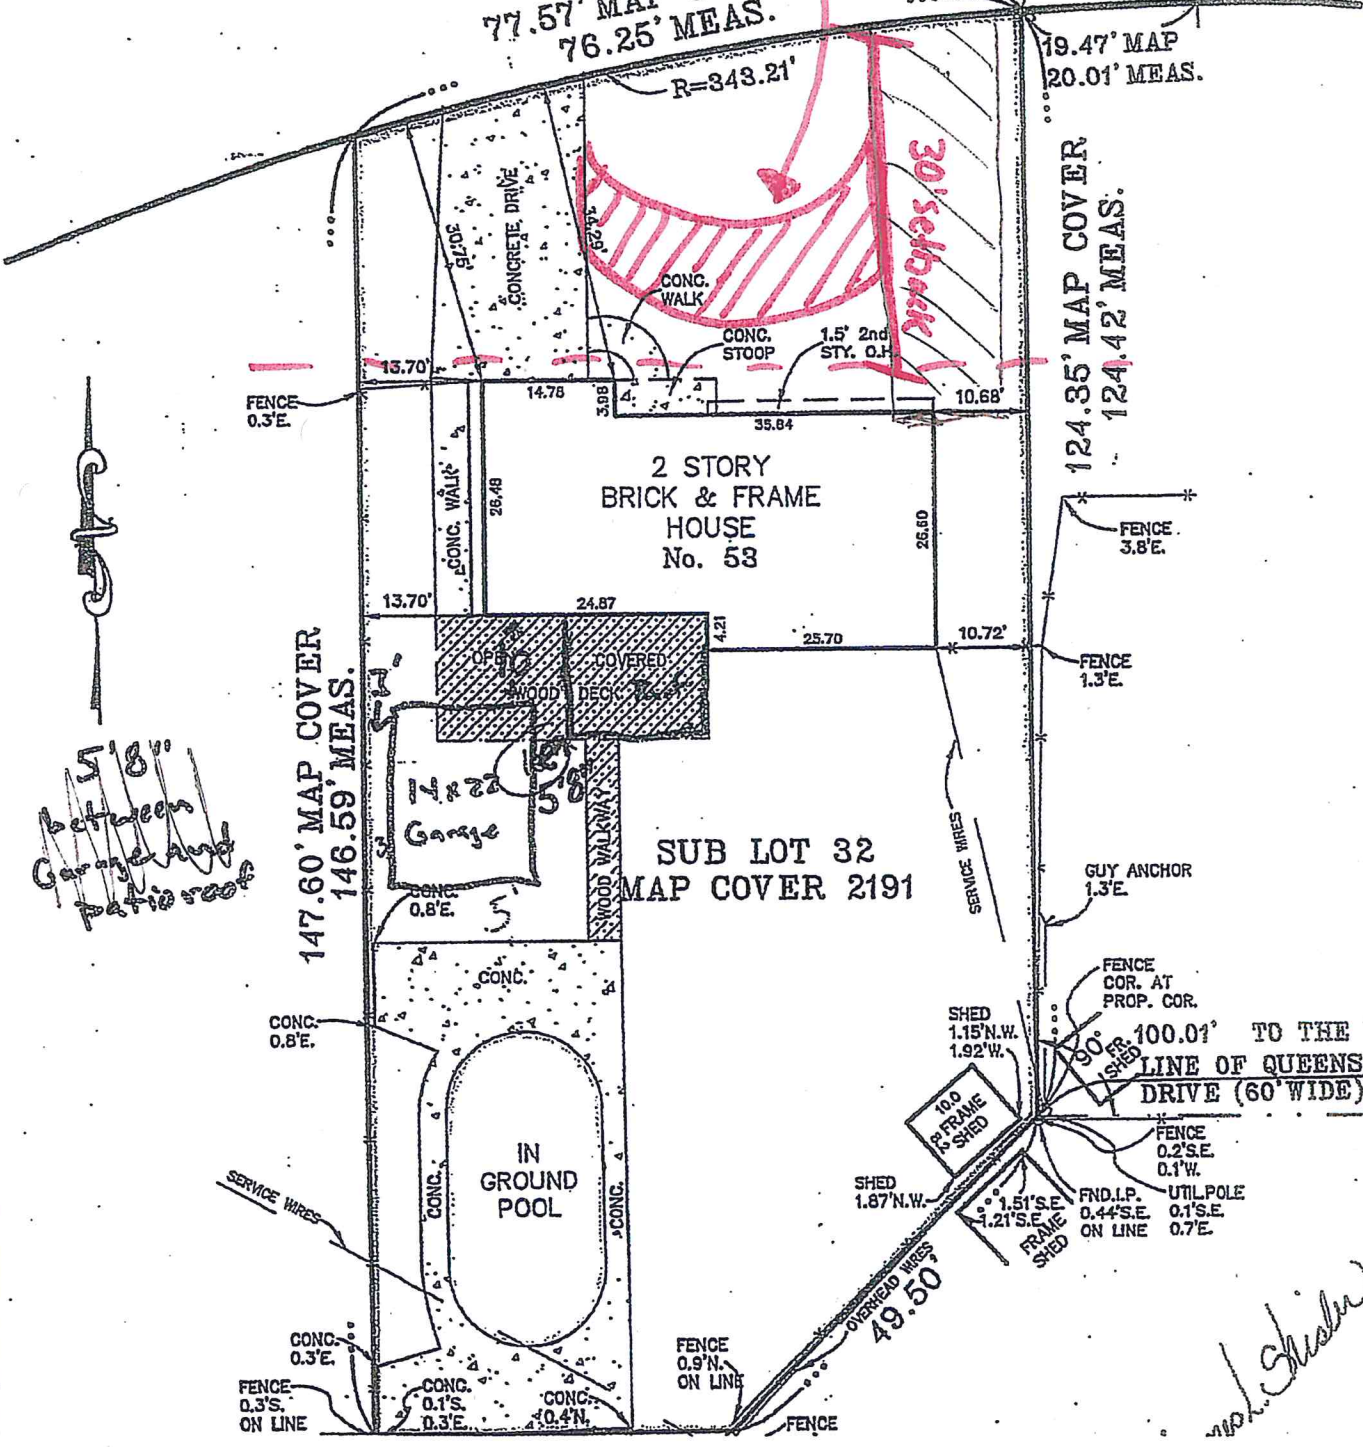 77.57' MAP
76.25' MEAS.
R=343.21'
19.47' MAP
20.01' MEAS.
30' setback
CONCRETE DRIVE
30.75'
34.29'
CONC.
WALK
CONC.
STOOP
1.5' 2nd
STY. O.H.
124.35' MAP COVER
124.42' MEAS.
13.70'
14.78
3.98
35.84
10.68'
FENCE
0.3'E.
CONC. WALK
26.48
2 STORY
BRICK & FRAME
HOUSE
No. 53
26.60
FENCE
3.8'E.
13.70'
24.87
4.21
25.70
10.72'
FENCE
1.3'E.
OPEN
10
WOOD
COVERED
DECK Roof
147.60' MAP COVER
146.59' MEAS.
14x22
Garage
5'8"
3
5'
5'8"
between
Garage and
patio roof
WOOD WALKWAY
SUB LOT 32
MAP COVER 2191
SERVICE WIRES
GUY ANCHOR
1.3'E.
CONC.
0.8'E.
CONC.
FENCE
COR. AT
PROP. COR.
CONC.
0.8'E.
SHED
1.15'N.W.
1.92'W.
90°
FR.
SHED
100.01' TO THE
LINE OF QUEENS
DRIVE (60'WIDE)
10.0
FRAME
SHED
IN
GROUND
POOL
CONC.
CONC.
SERVICE WIRES
SHED
1.87'N.W.
1.51'S.E.
1.21'S.E.
FRAME
SHED
FND.I.P.
0.44'S.E.
ON LINE
FENCE
0.2'S.E.
0.1'W.
UTIL.POLE
0.1'S.E.
0.7'E.
OVERHEAD WIRES
49.50'
CONC.
0.3'E.
FENCE
0.3'S.
ON LINE
CONC.
0.1'S.
0.3'E.
CONC.
0.4'N.
FENCE
0.9'N.
ON LINE
FENCE